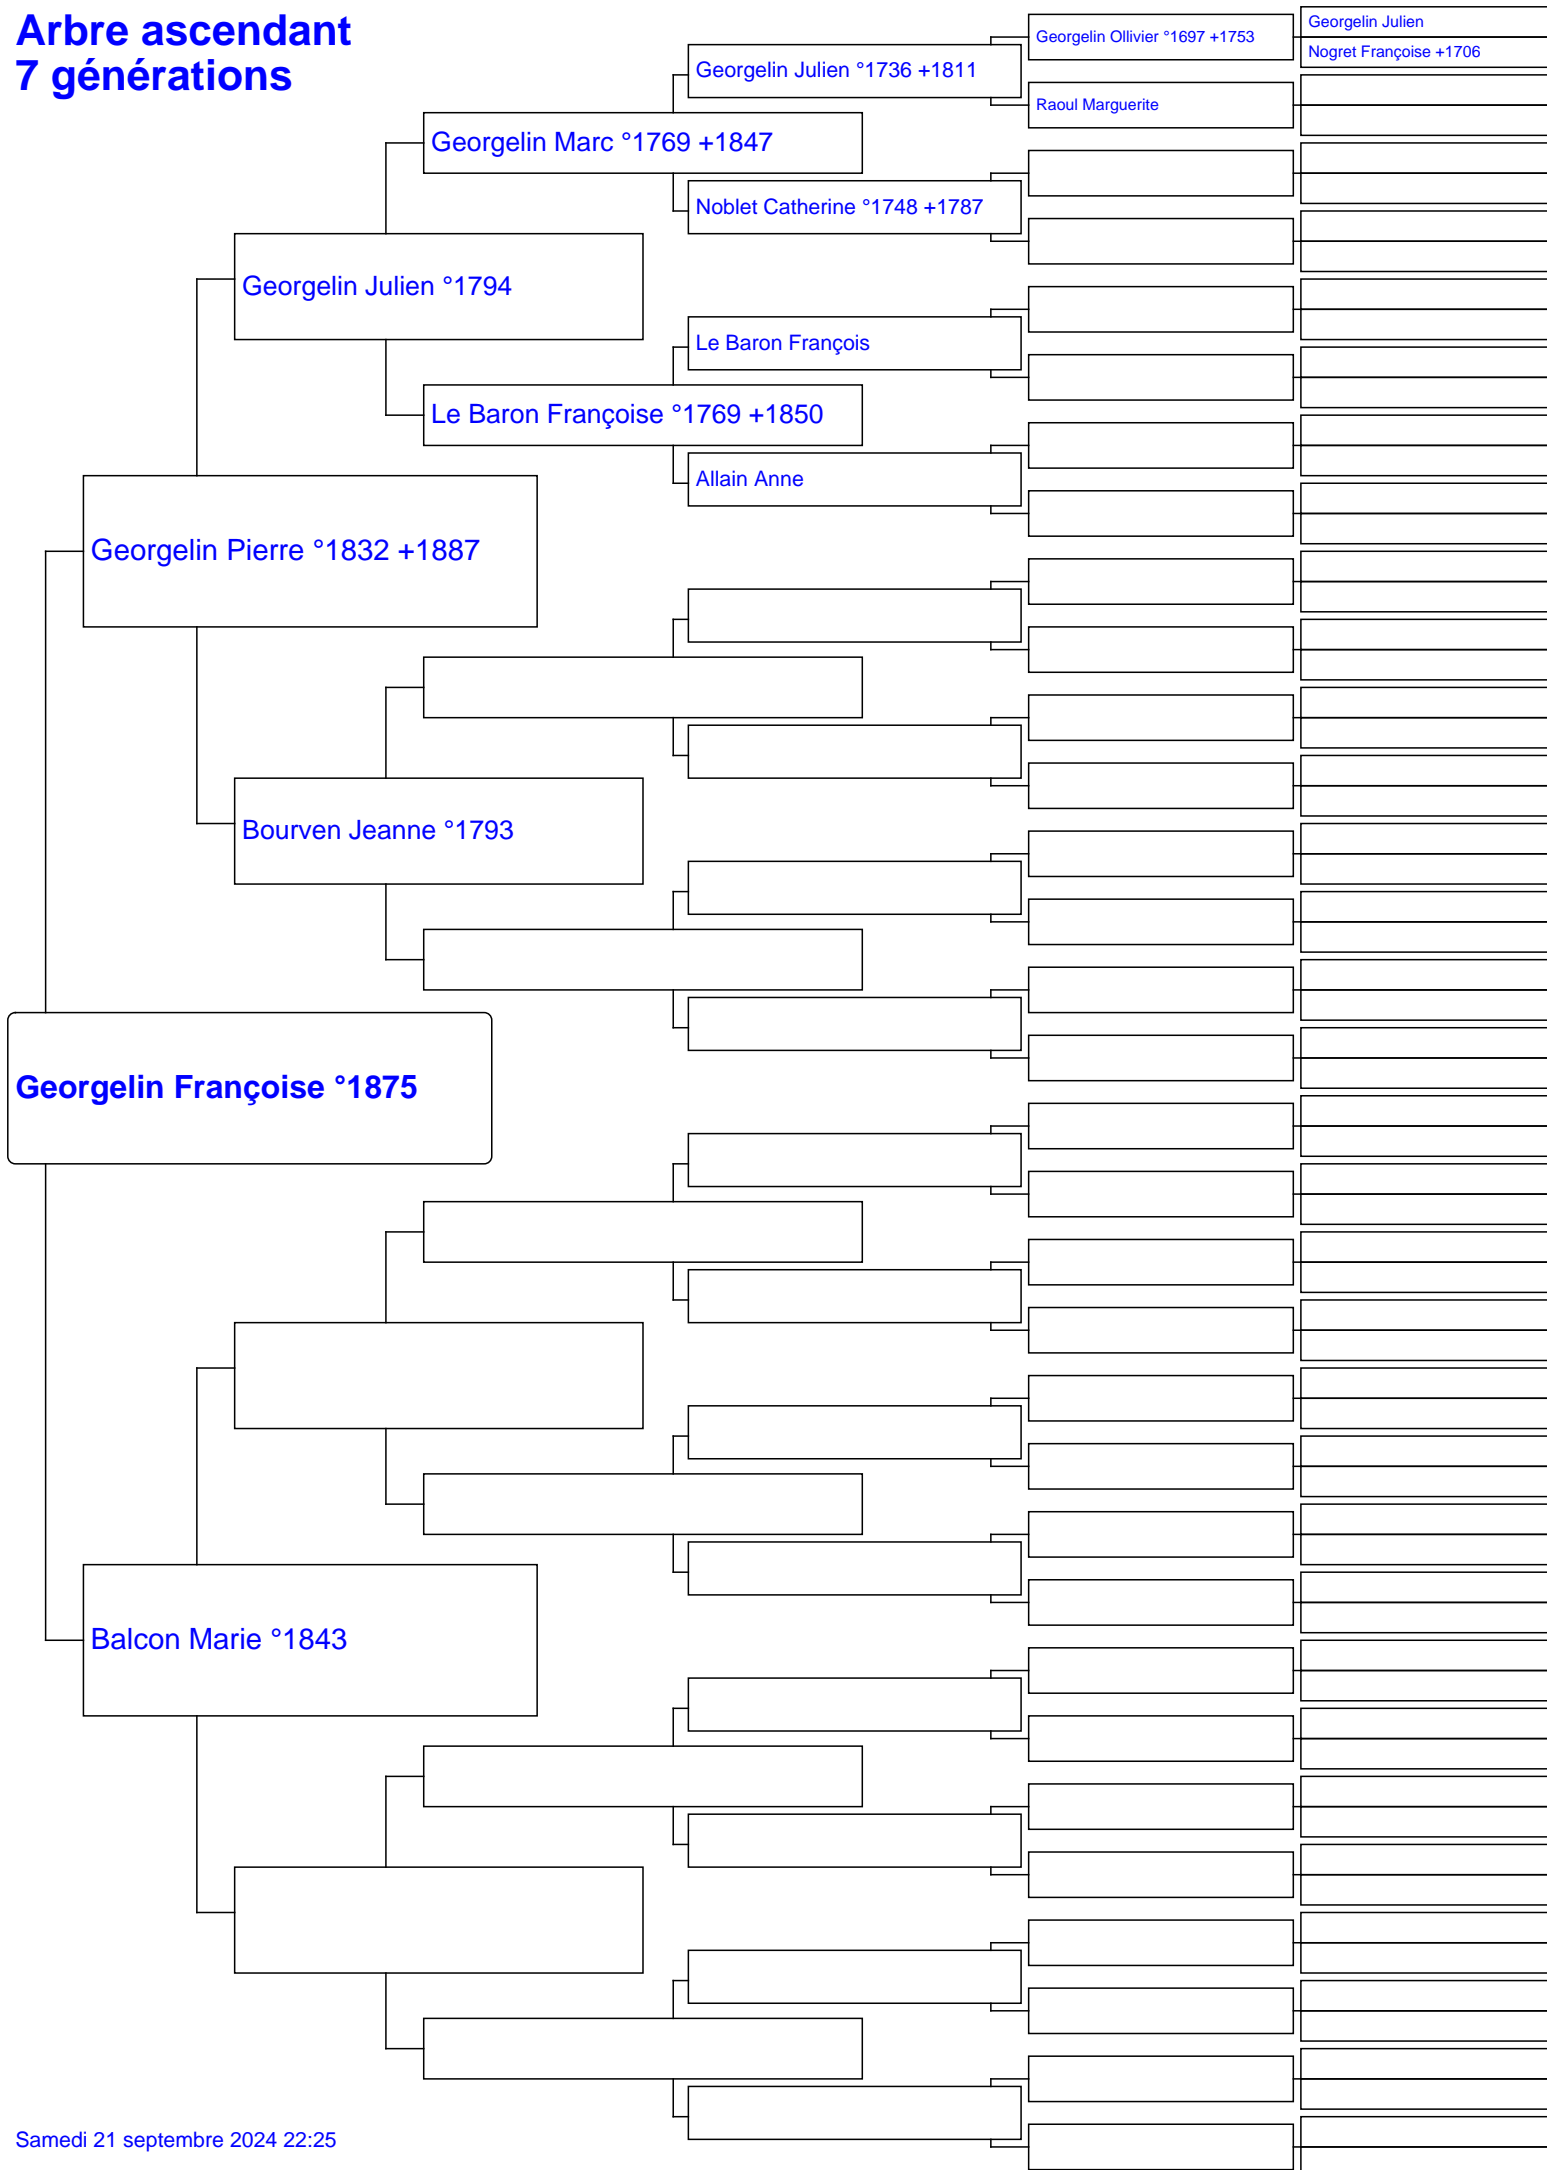 Arbre ascendant
7 générations
Georgelin Julien
Georgelin Ollivier °1697 +1753
Nogret Françoise +1706
Georgelin Julien °1736 +1811
Raoul Marguerite
Georgelin Marc °1769 +1847
Noblet Catherine °1748 +1787
Georgelin Julien °1794
Le Baron François
Le Baron Françoise °1769 +1850
Allain Anne
Georgelin Pierre °1832 +1887
Bourven Jeanne °1793
Georgelin Françoise °1875
Balcon Marie °1843
Samedi 21 septembre 2024 22:25